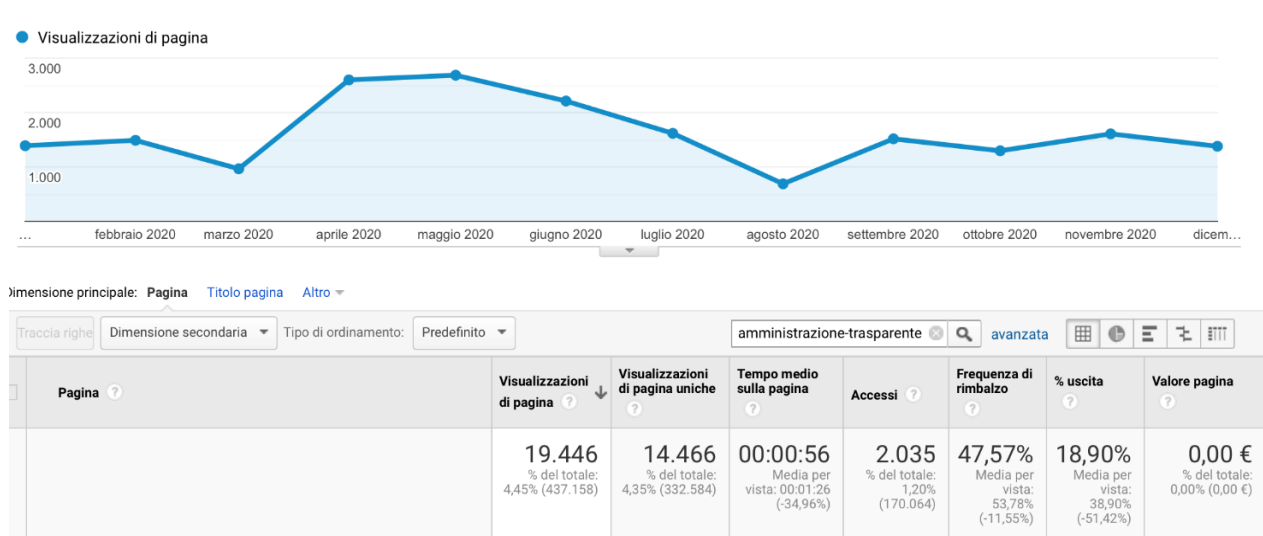 Visualizzazioni di pagina
3.000
2.000
1.000
...
febbraio 2020
marzo 2020
aprile 2020
maggio 2020
giugno 2020
luglio 2020
agosto 2020
settembre 2020
ottobre 2020
novembre 2020
dicem...
Dimensione principale: Pagina Titolo pagina Altro
Traccia righe Dimensione secondaria Tipo di ordinamento: Predefinito amministrazione-trasparente avanzata
Pagina ?
Visualizzazioni
di pagina ?
Visualizzazioni
di pagina uniche
?
Tempo medio
sulla pagina
?
Accessi ?
Frequenza di
rimbalzo
?
% uscita
?
Valore pagina
?
19.446
% del totale:
4,45% (437.158)
14.466
% del totale:
4,35% (332.584)
00:00:56
Media per
vista: 00:01:26
(-34,96%)
2.035
% del totale:
1,20%
(170.064)
47,57%
Media per
vista:
53,78%
(-11,55%)
18,90%
Media per
vista:
38,90%
(-51,42%)
0,00 €
% del totale:
0,00% (0,00 €)